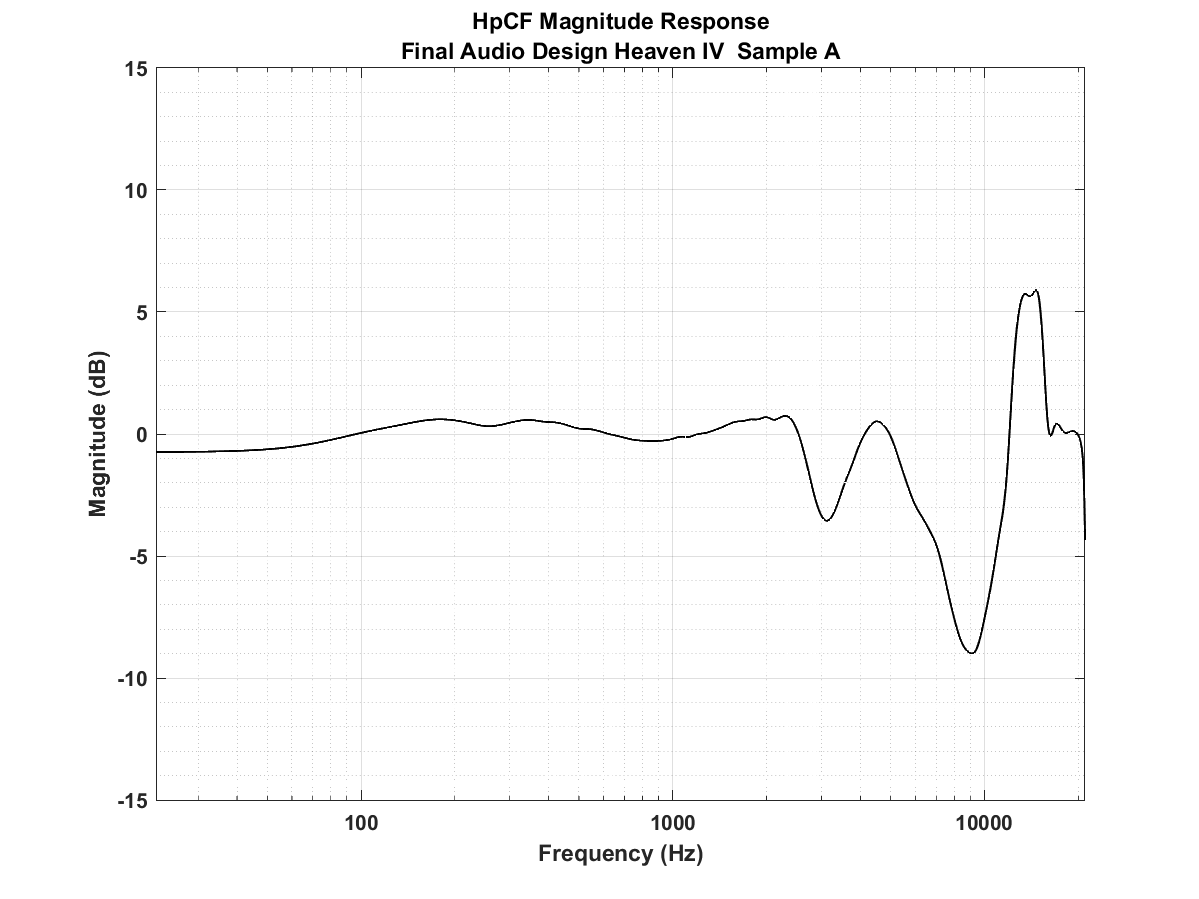 HpCF Magnitude Response
Final Audio Design Heaven IV  Sample A
15
10
5
0
-5
-10
-15
Magnitude (dB)
100
1000
10000
Frequency (Hz)